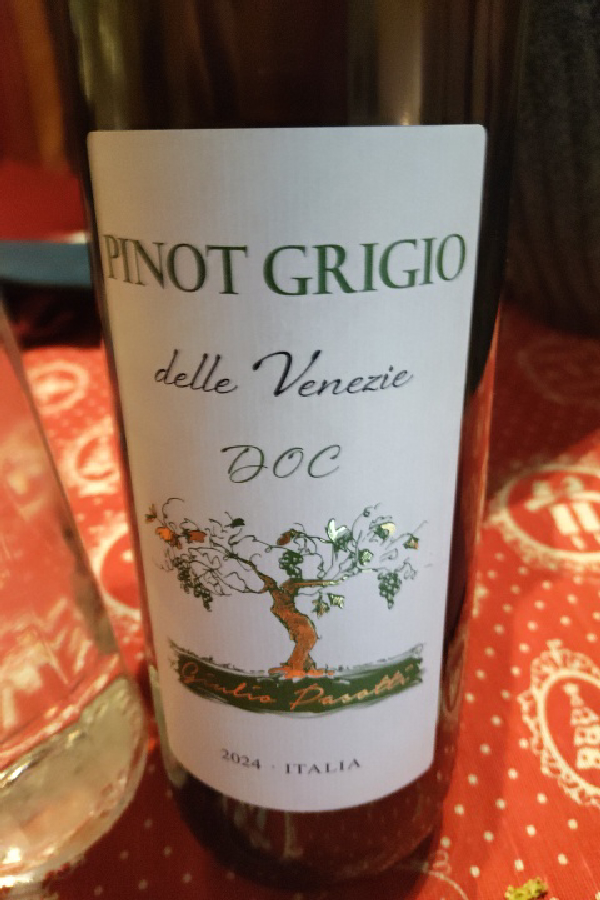 PINOT GRIGIO
delle Venezie
DOC
Giulio Pasotti
2024 · ITALIA